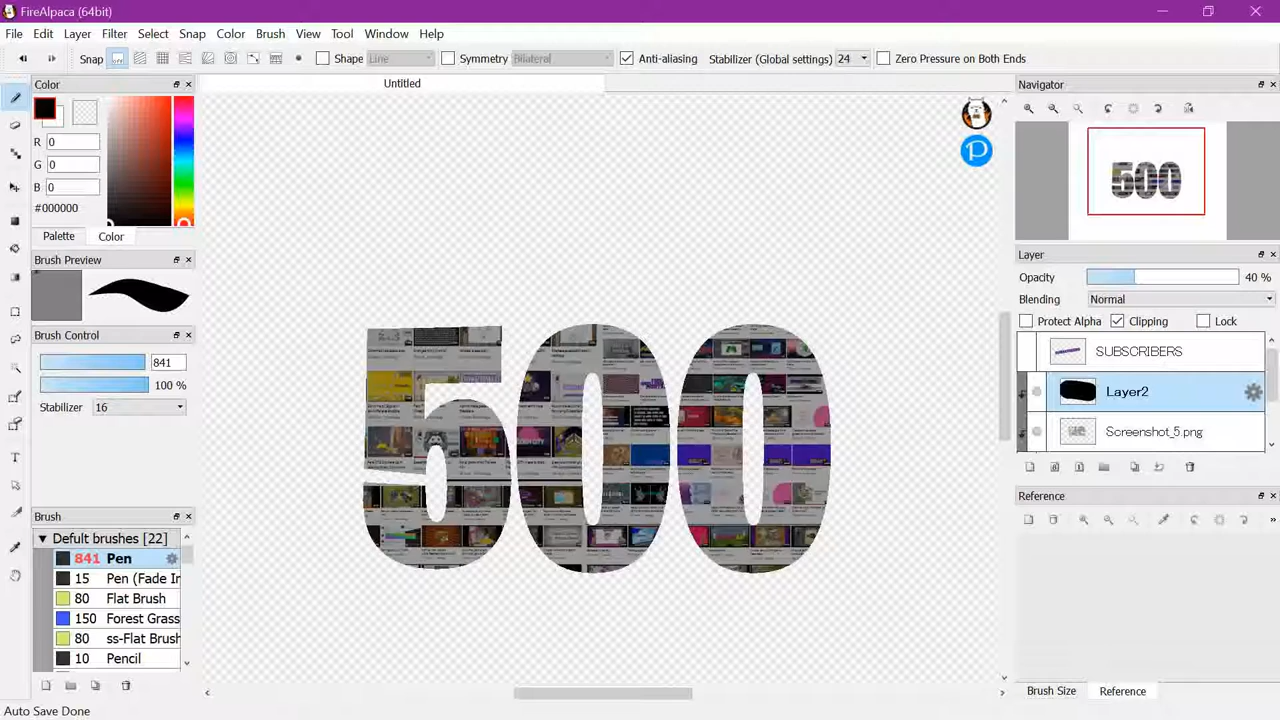 FireAlpaca (64bit)
File Edit Layer Filter Select Snap Color Brush View Tool Window Help
Snap Shape Line Symmetry Bilateral Anti-aliasing Stabilizer (Global settings) 24 Zero Pressure on Both Ends
Color
Untitled
Navigator
R 0
G 0
B 0
#000000
Palette Color
Brush Preview
Brush Control
841
100 %
Stabilizer 16
Brush
Defult brushes [22]
841 Pen
15 Pen (Fade In
80 Flat Brush
150 Forest Grass
80 ss-Flat Brush
10 Pencil
500
500
Layer
Opacity 40 %
Blending Normal
Protect Alpha Clipping Lock
SUBSCRIBERS
Layer2
Screenshot_5.png
Reference
Brush Size Reference
Auto Save Done